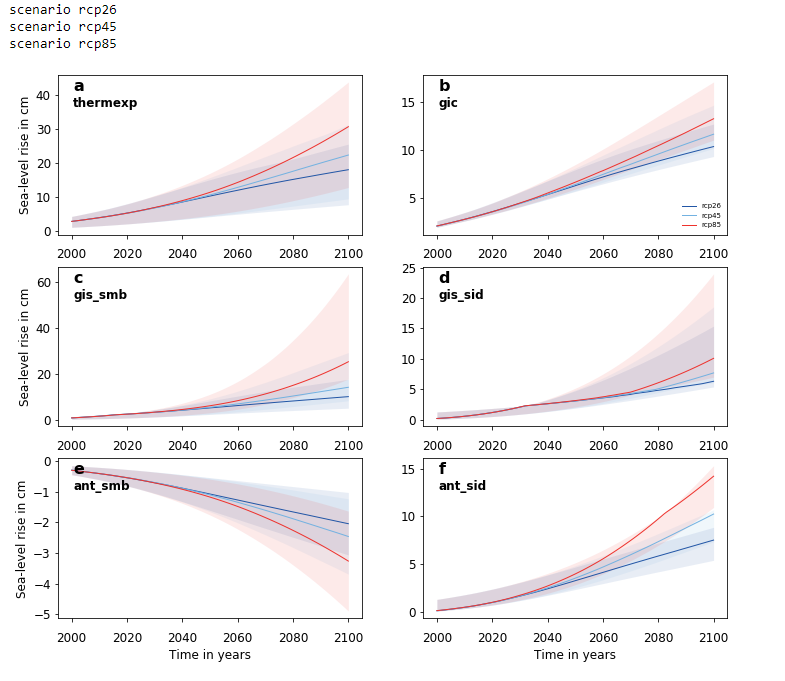 scenario rcp26
scenario rcp45
scenario rcp85
a
thermexp
Sea-level rise in cm
40
30
20
10
0
2000 2020 2040 2060 2080 2100
b
gic
15
10
5
rcp26
rcp45
rcp85
2000 2020 2040 2060 2080 2100
c
gis_smb
Sea-level rise in cm
60
40
20
0
2000 2020 2040 2060 2080 2100
d
gis_sid
25
20
15
10
5
0
2000 2020 2040 2060 2080 2100
e
ant_smb
Sea-level rise in cm
0
−1
−2
−3
−4
−5
2000 2020 2040 2060 2080 2100
Time in years
f
ant_sid
15
10
5
0
2000 2020 2040 2060 2080 2100
Time in years